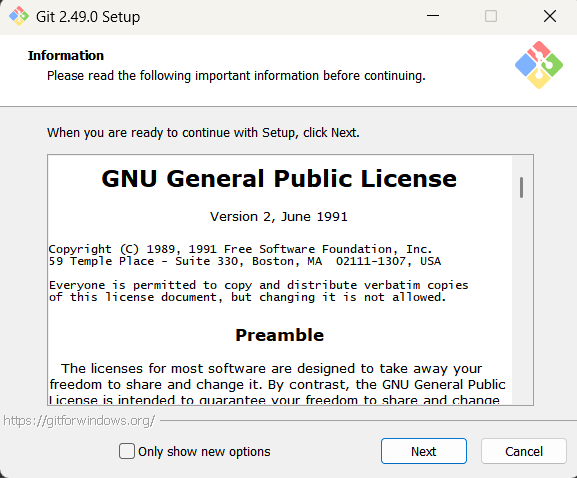 Git 2.49.0 Setup
Information
Please read the following important information before continuing.
When you are ready to continue with Setup, click Next.
GNU General Public License
Version 2, June 1991
Copyright (C) 1989, 1991 Free Software Foundation, Inc.
59 Temple Place - Suite 330, Boston, MA  02111-1307, USA
Everyone is permitted to copy and distribute verbatim copies
of this license document, but changing it is not allowed.
Preamble
The licenses for most software are designed to take away your
freedom to share and change it. By contrast, the GNU General Public
License is intended to guarantee your freedom to share and change
https://gitforwindows.org/
Only show new options
Next
Cancel